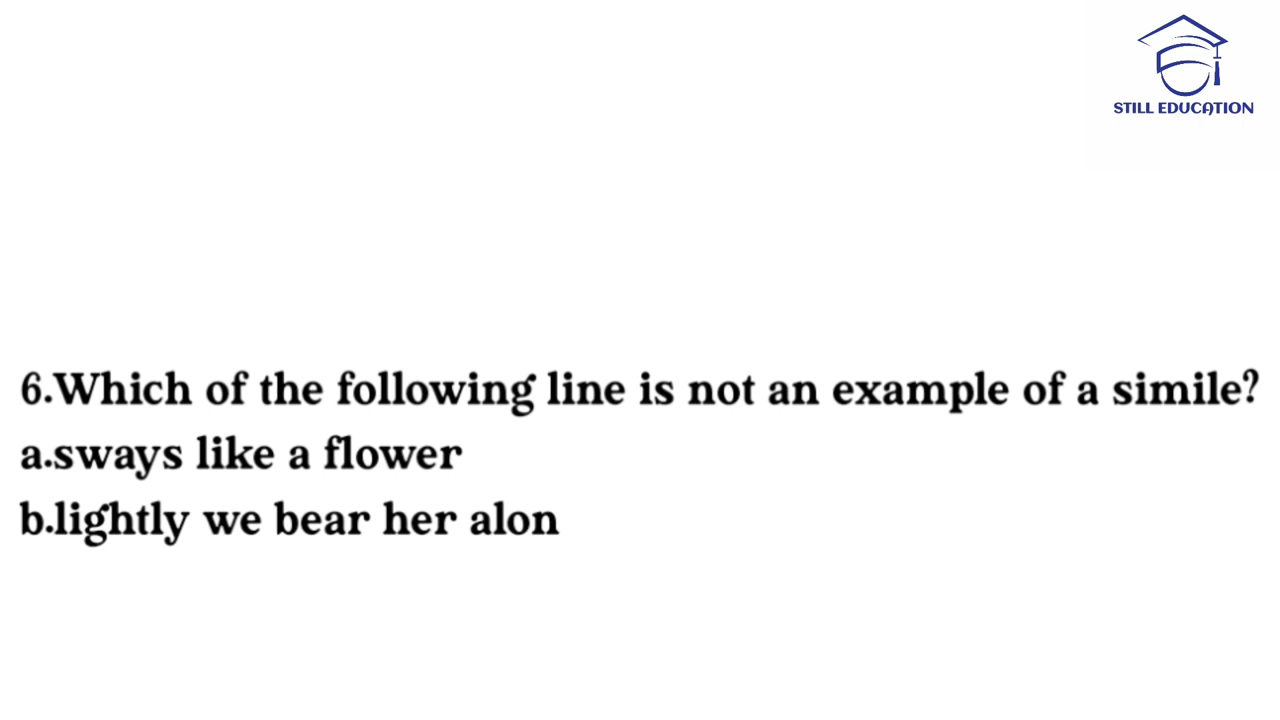 STILL EDUCATION
6.Which of the following line is not an example of a simile?
a.sways like a flower
b.lightly we bear her alon